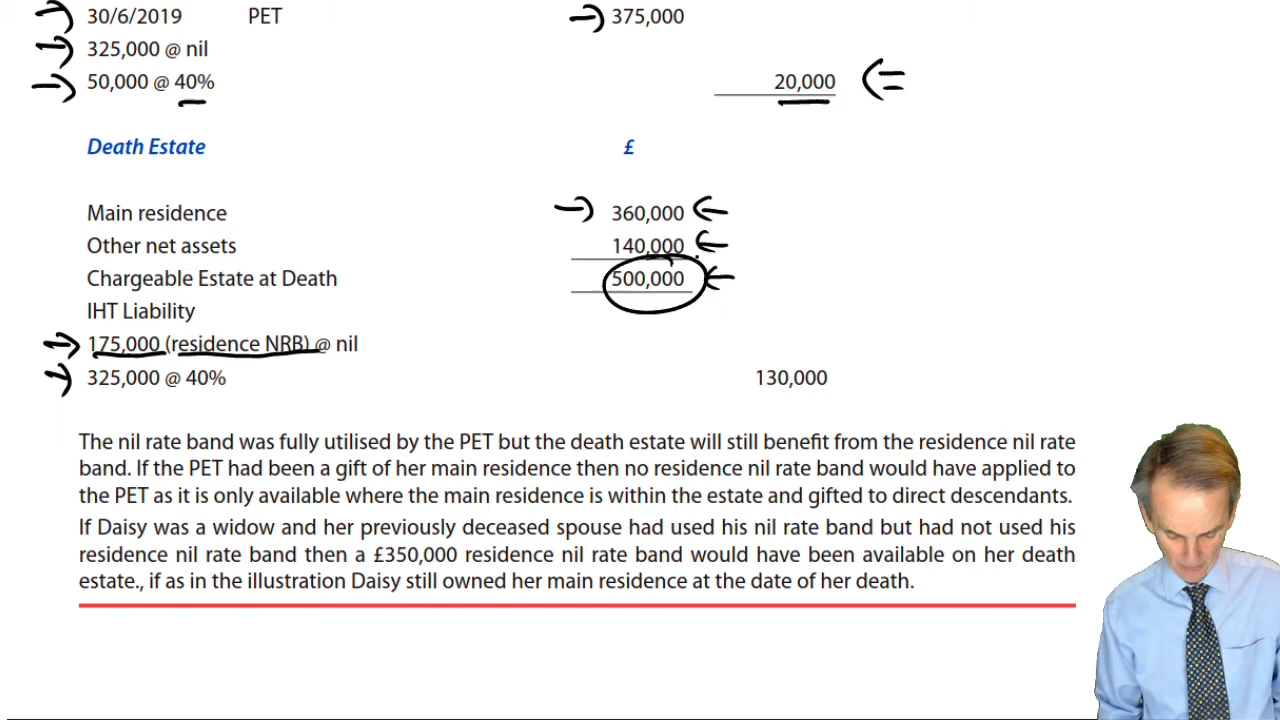 30/6/2019 PET 375,000
325,000 @ nil
50,000 @ 40% 20,000
Death Estate £
Main residence 360,000
Other net assets 140,000
Chargeable Estate at Death 500,000
IHT Liability
175,000 (residence NRB) @ nil
325,000 @ 40% 130,000
The nil rate band was fully utilised by the PET but the death estate will still benefit from the residence nil rate
band. If the PET had been a gift of her main residence then no residence nil rate band would have applied to
the PET as it is only available where the main residence is within the estate and gifted to direct descendants.
If Daisy was a widow and her previously deceased spouse had used his nil rate band but had not used his
residence nil rate band then a £350,000 residence nil rate band would have been available on her death
estate., if as in the illustration Daisy still owned her main residence at the date of her death.